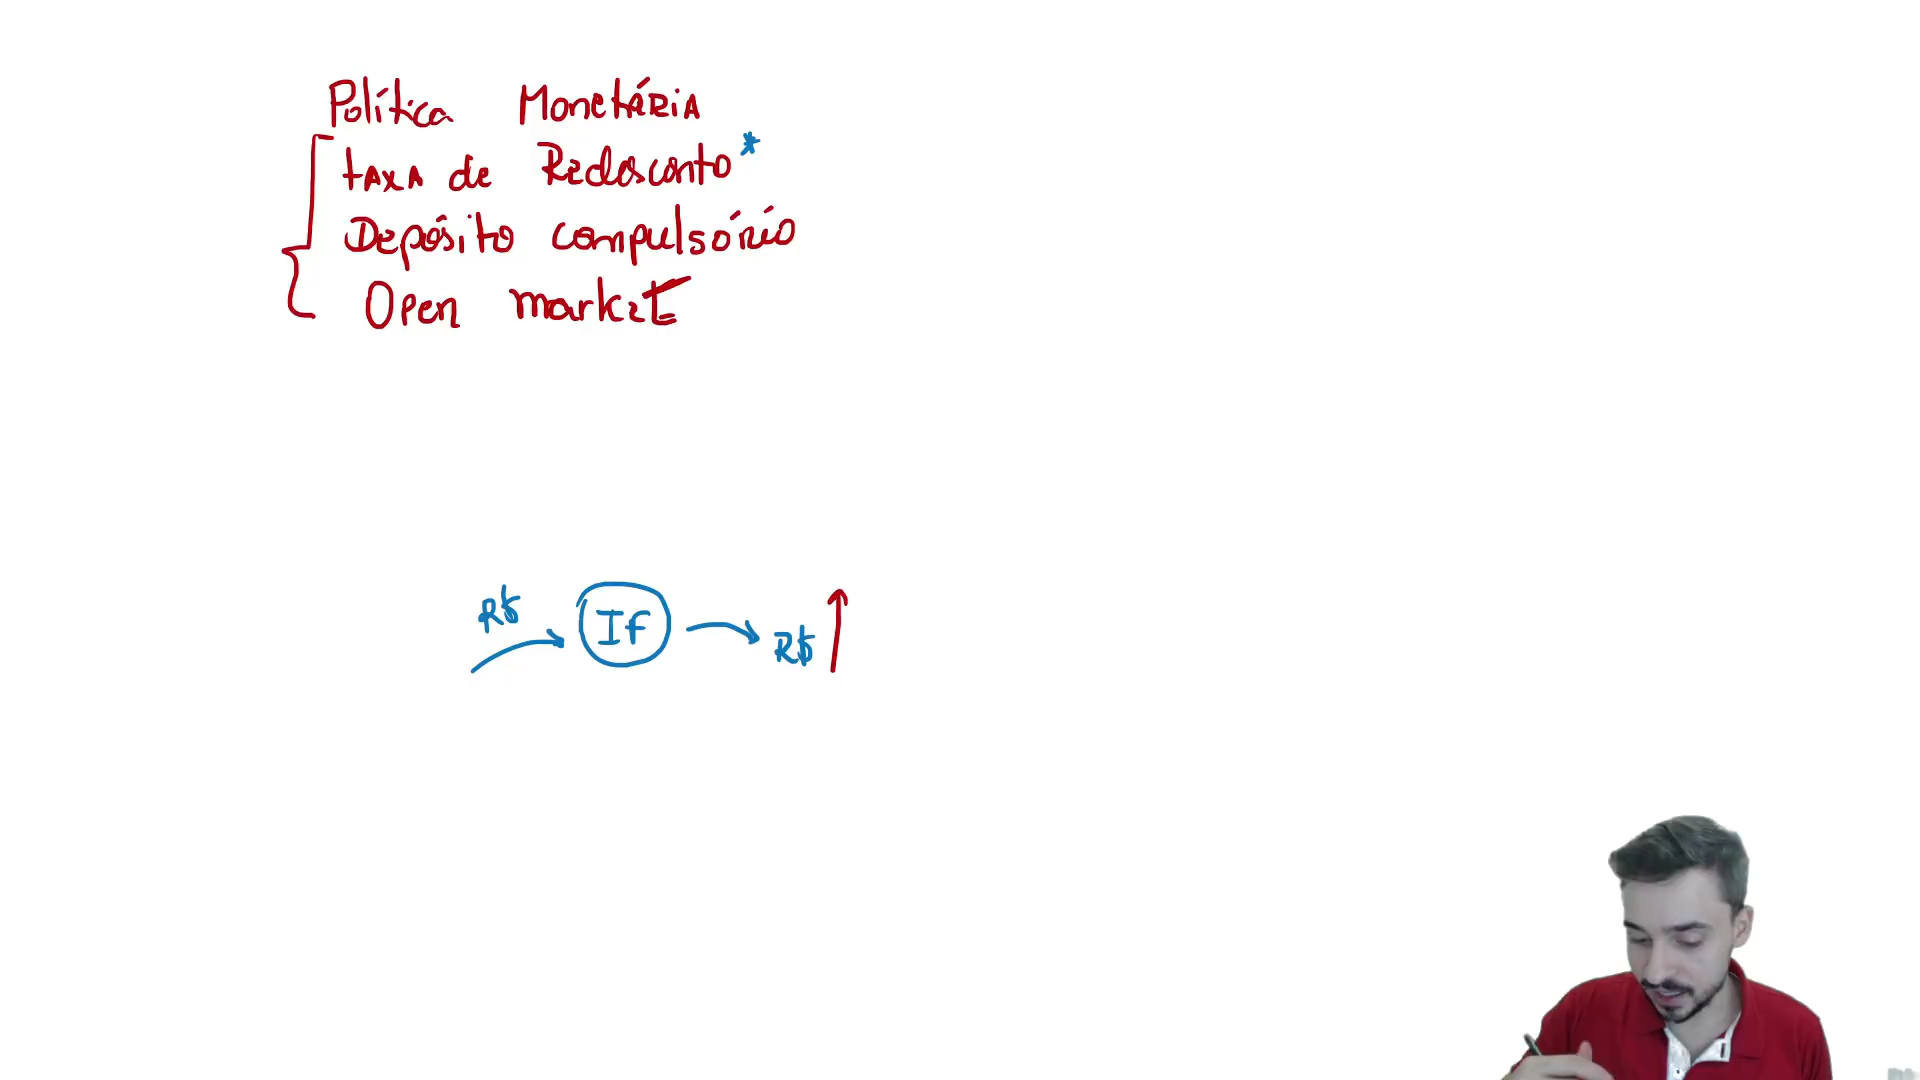 Política Monetária
taxa de Redesconto*
Depósito compulsório
Open market
R$ If R$